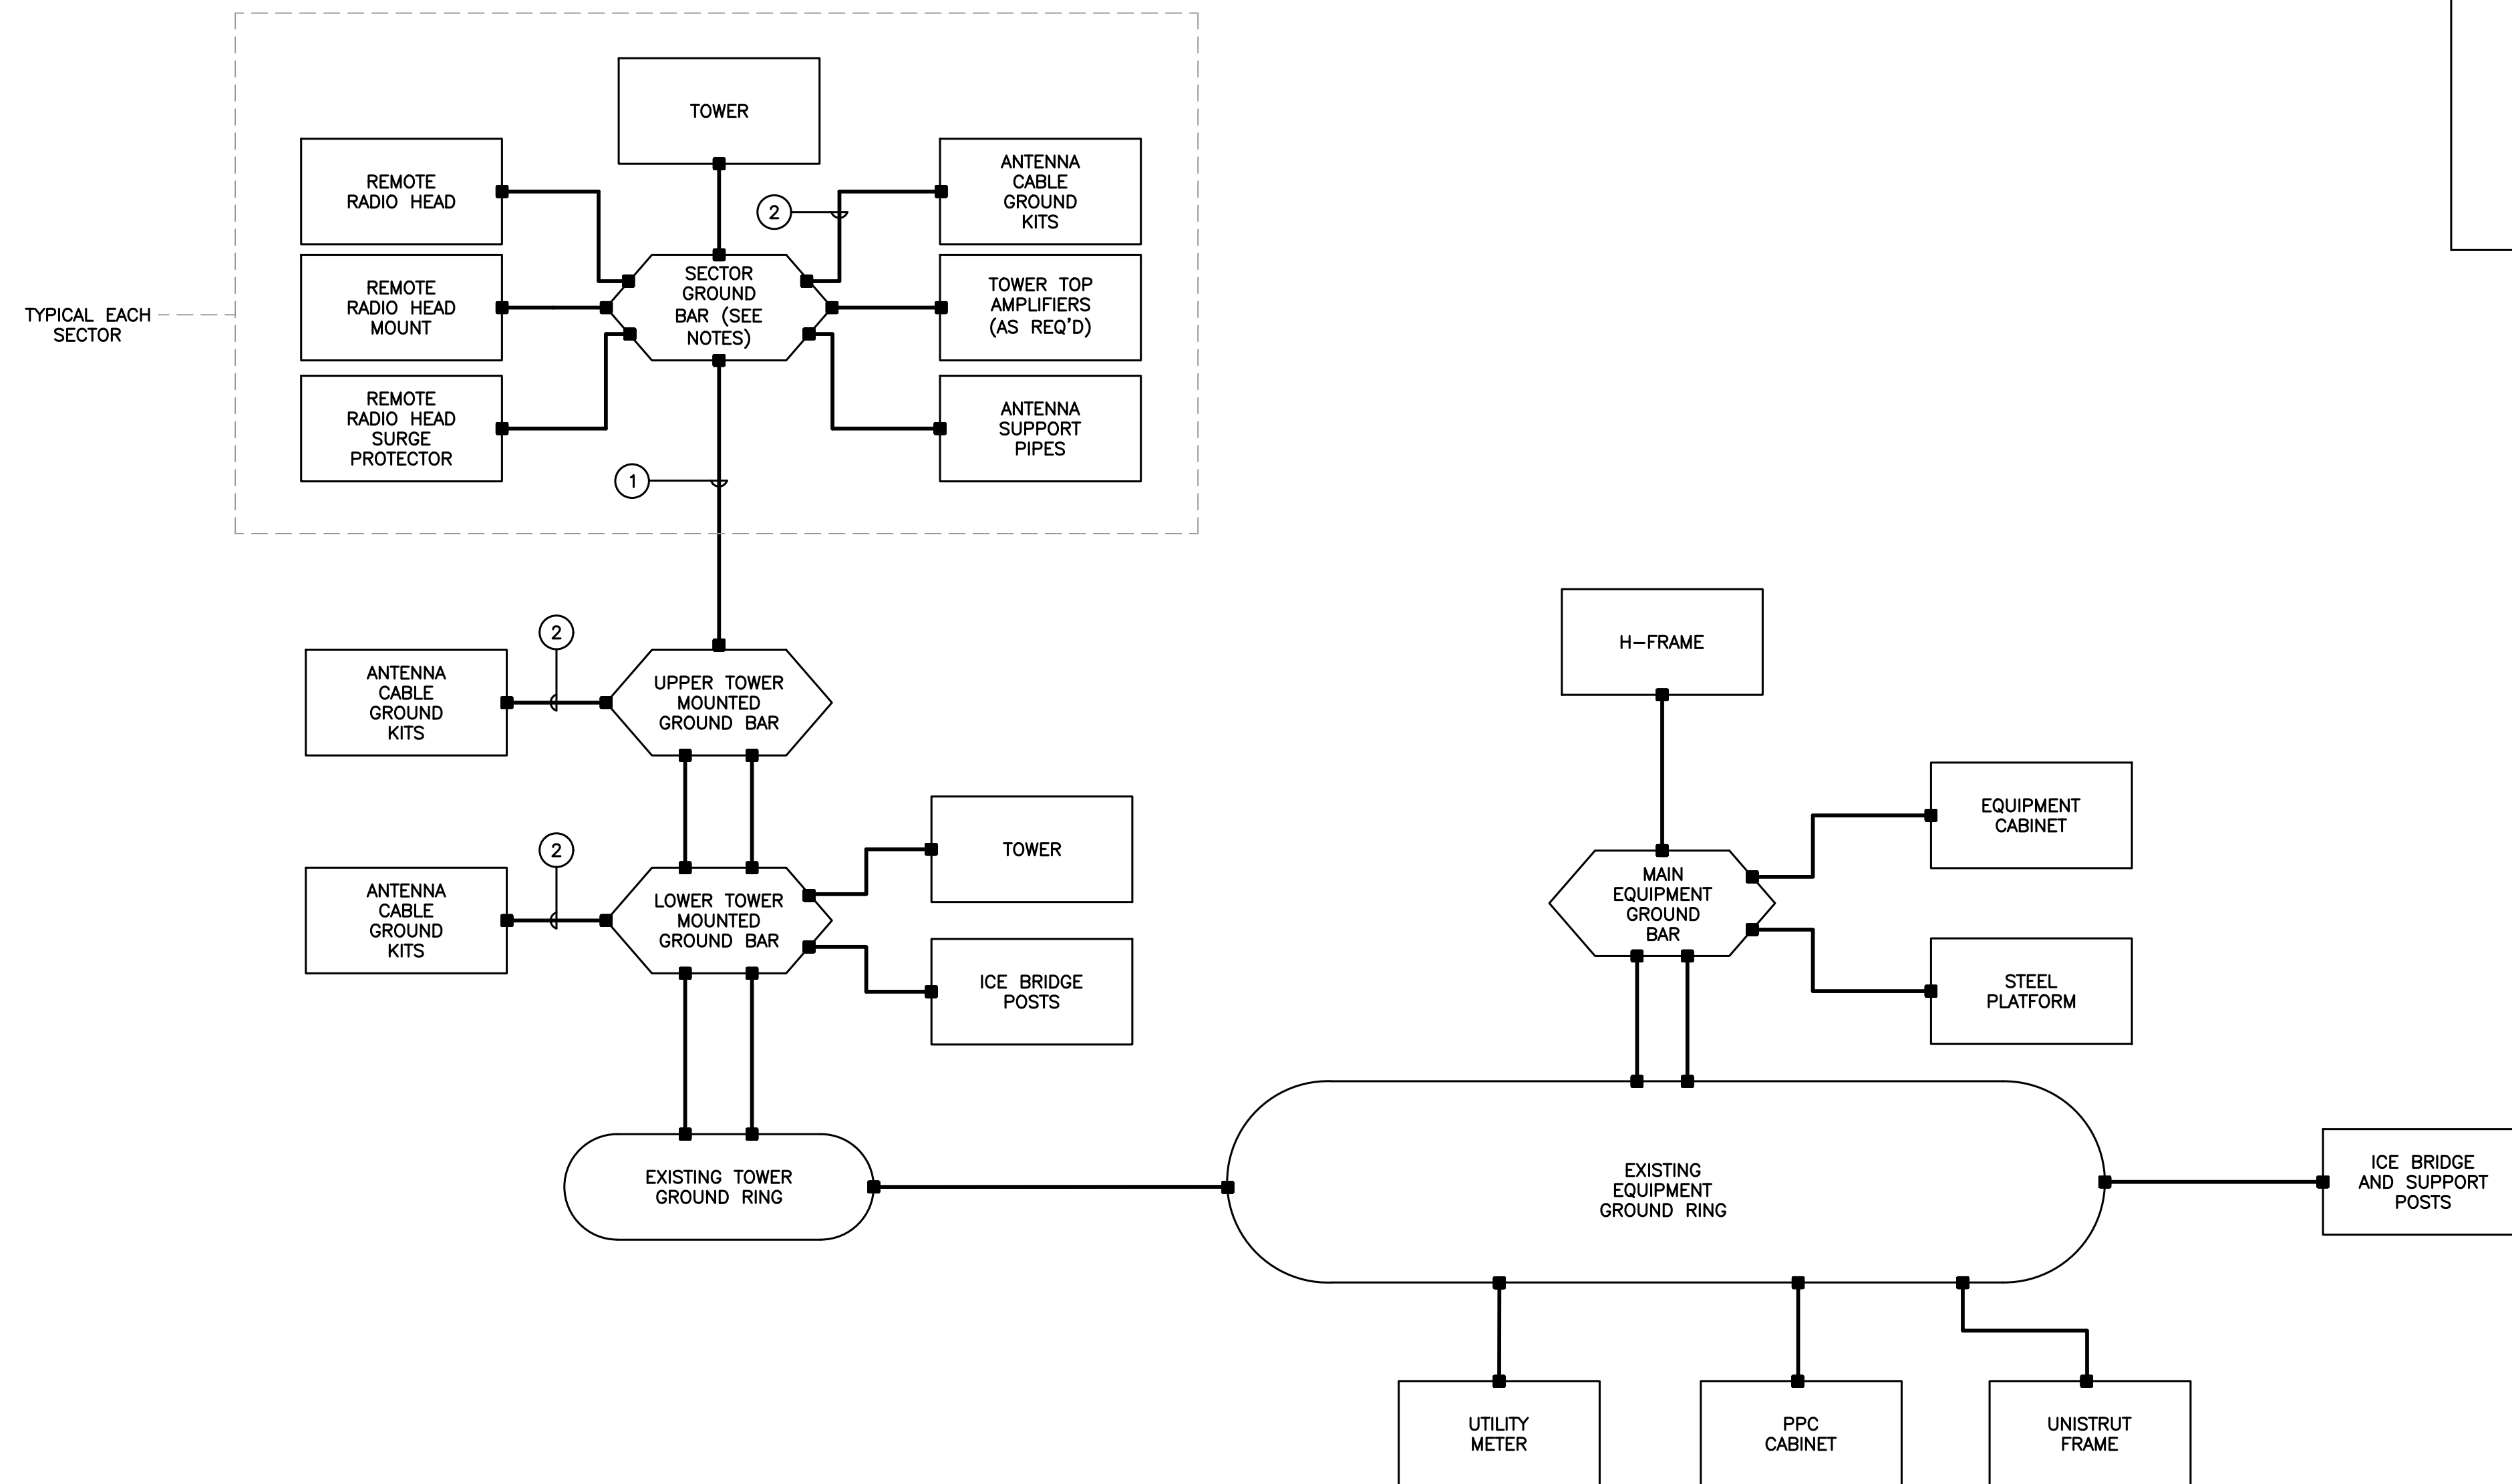 TOWER
REMOTE
RADIO HEAD
ANTENNA
CABLE
GROUND
KITS
2
REMOTE
RADIO HEAD
MOUNT
SECTOR
GROUND
BAR (SEE
NOTES)
TOWER TOP
AMPLIFIERS
(AS REQ'D)
TYPICAL EACH
SECTOR
REMOTE
RADIO HEAD
SURGE
PROTECTOR
ANTENNA
SUPPORT
PIPES
1
2
ANTENNA
CABLE
GROUND
KITS
UPPER TOWER
MOUNTED
GROUND BAR
H-FRAME
2
ANTENNA
CABLE
GROUND
KITS
LOWER TOWER
MOUNTED
GROUND BAR
TOWER
ICE BRIDGE
POSTS
MAIN
EQUIPMENT
GROUND
BAR
EQUIPMENT
CABINET
STEEL
PLATFORM
EXISTING TOWER
GROUND RING
EXISTING
EQUIPMENT
GROUND RING
ICE BRIDGE
AND SUPPORT
POSTS
UTILITY
METER
PPC
CABINET
UNISTRUT
FRAME